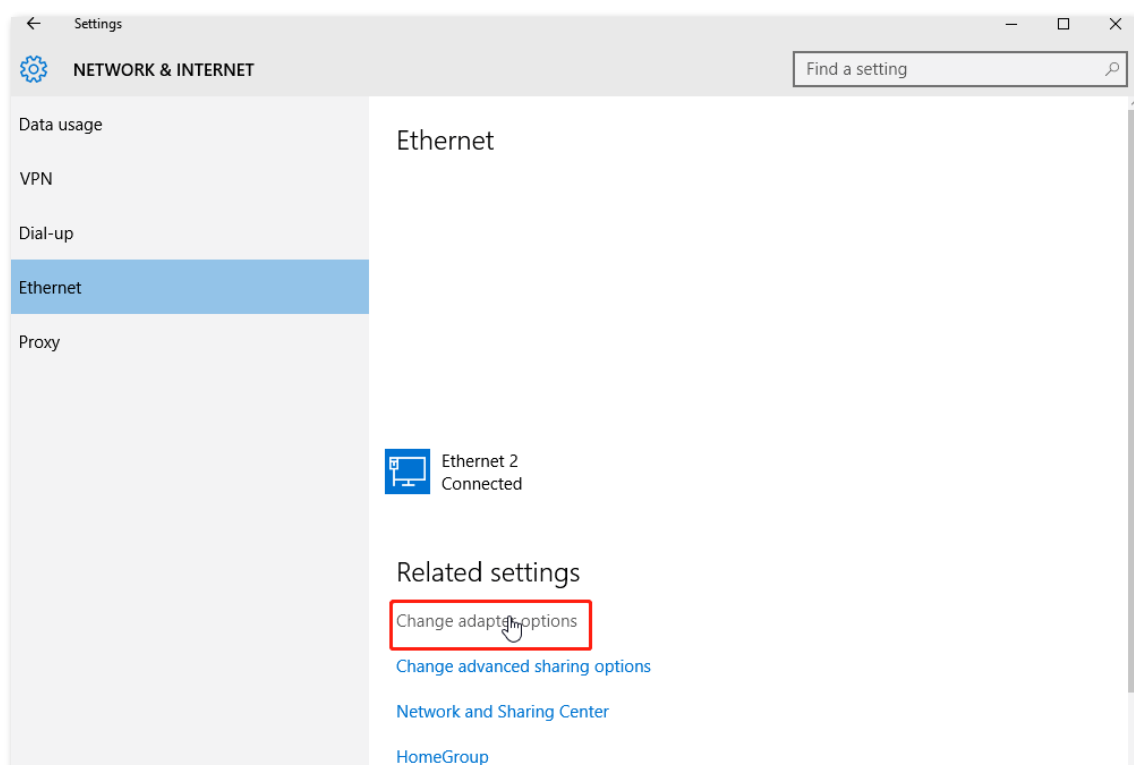 Settings
NETWORK & INTERNET
Find a setting
Data usage
VPN
Dial-up
Ethernet
Proxy
Ethernet
Ethernet 2
Connected
Related settings
Change adapter options
Change advanced sharing options
Network and Sharing Center
HomeGroup